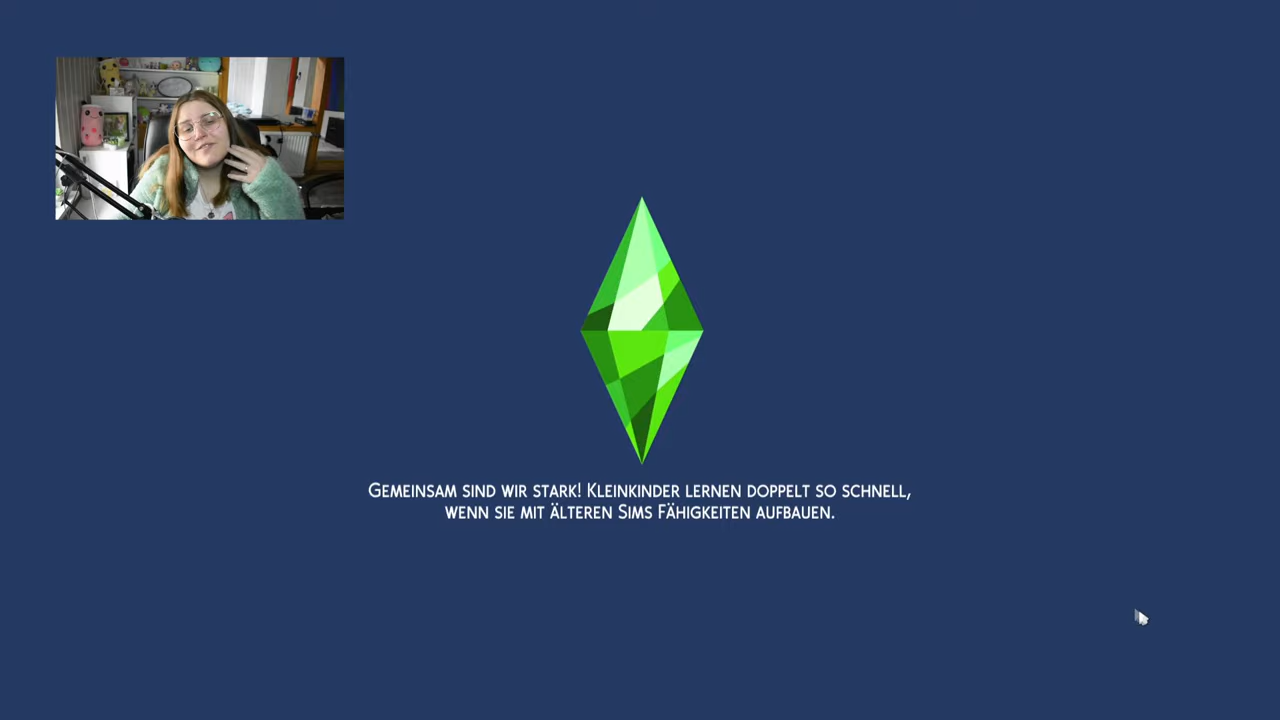 Gemeinsam sind wir stark! Kleinkinder lernen doppelt so schnell,
wenn sie mit älteren Sims Fähigkeiten aufbauen.